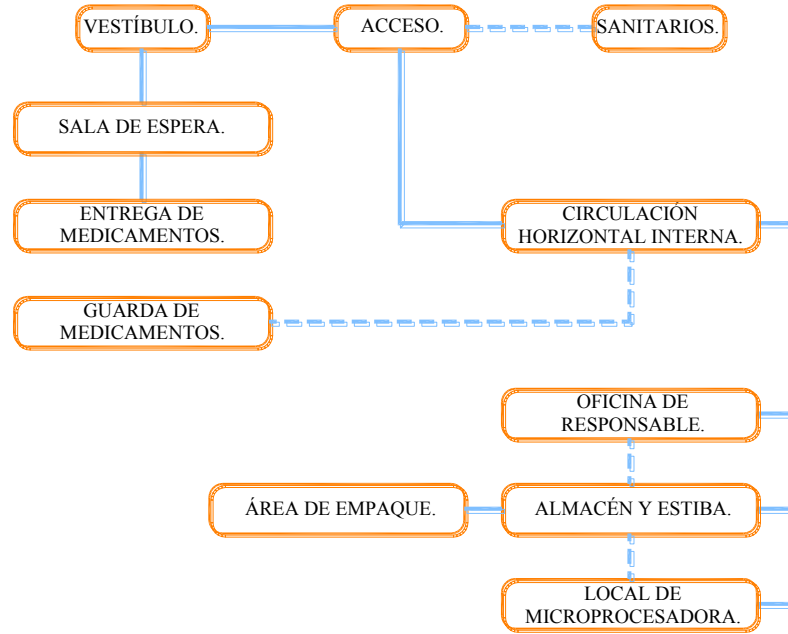 VESTÍBULO.
ACCESO.
SANITARIOS.
SALA DE ESPERA.
ENTREGA DE
MEDICAMENTOS.
CIRCULACIÓN
HORIZONTAL INTERNA.
GUARDA DE
MEDICAMENTOS.
OFICINA DE
RESPONSABLE.
ÁREA DE EMPAQUE.
ALMACÉN Y ESTIBA.
LOCAL DE
MICROPROCESADORA.